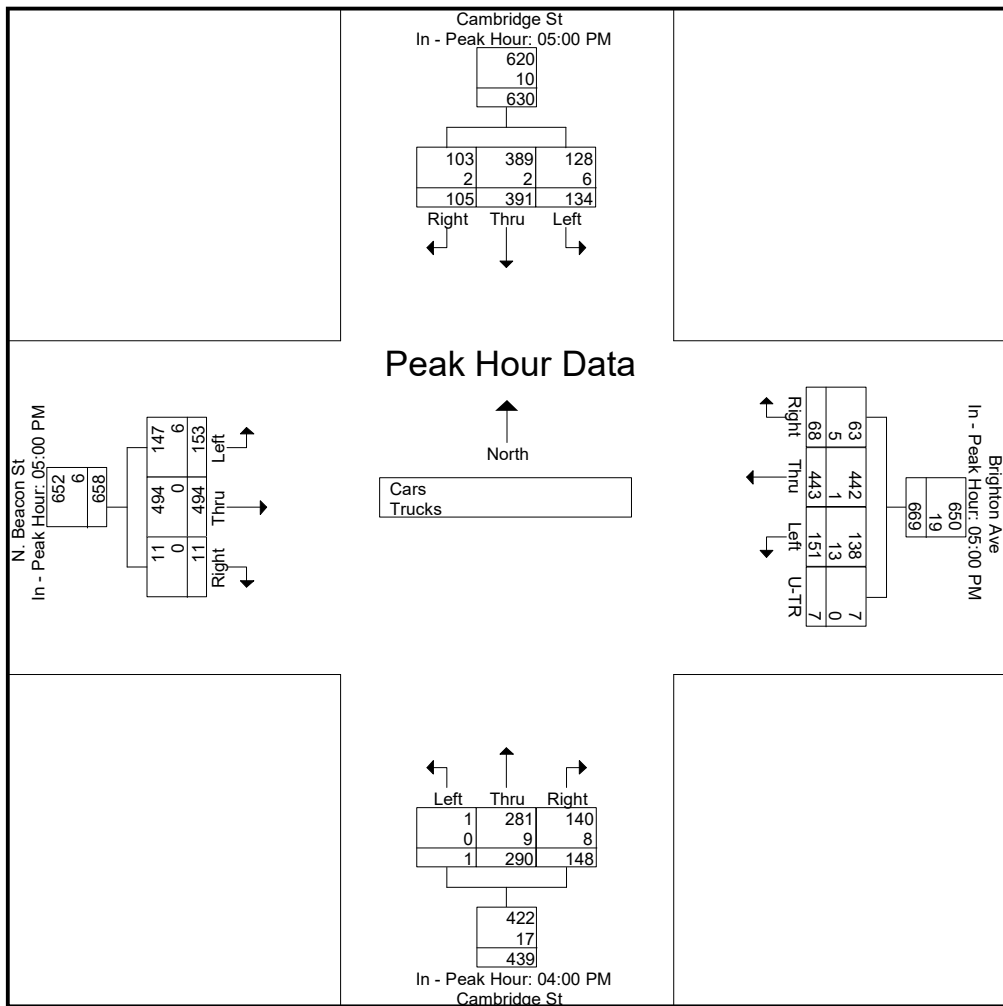 Cambridge St
In - Peak Hour: 05:00 PM
620
10
630
103 389 128
2 2 6
105 391 134
Right Thru Left
Peak Hour Data
North
Cars
Trucks
N. Beacon St
In - Peak Hour: 05:00 PM
652
6
658
147 494 11
6 0 0
153 494 11
Left Thru Right
Brighton Ave
In - Peak Hour: 05:00 PM
650
19
669
63 442 138 7
5 1 13 0
68 443 151 7
Right Thru Left U-TR
Left Thru Right
1 281 140
0 9 8
1 290 148
422
17
439
In - Peak Hour: 04:00 PM
Cambridge St